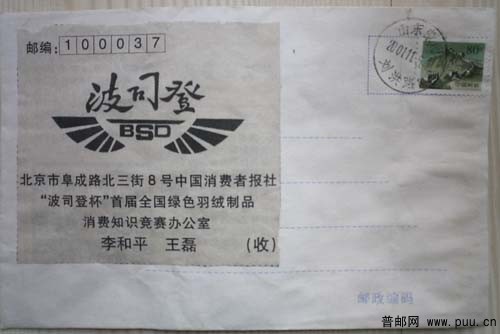 邮编：100037
波司登
BSD
北京市阜成路北三街8号中国消费者报社
“波司登杯”首届全国绿色羽绒制品
消费知识竞赛办公室
李和平 王磊 （收）
80
山东
邮政编码
普邮网 www.puu.cn